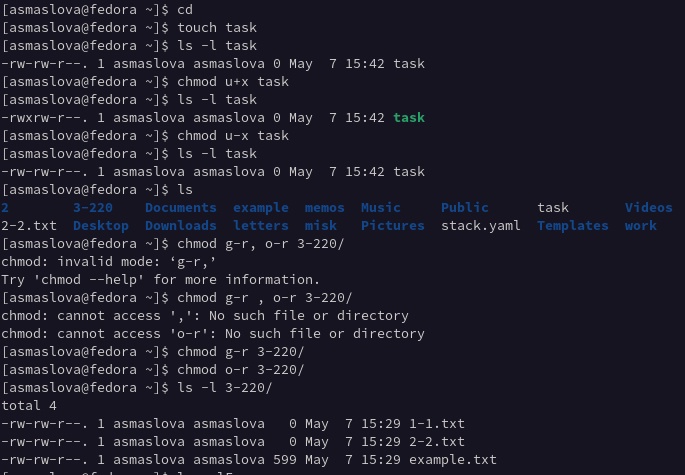 [asmaslova@fedora ~]$ cd
[asmaslova@fedora ~]$ touch task
[asmaslova@fedora ~]$ ls -l task
-rw-rw-r--. 1 asmaslova asmaslova 0 May  7 15:42 task
[asmaslova@fedora ~]$ chmod u+x task
[asmaslova@fedora ~]$ ls -l task
-rwxrw-r--. 1 asmaslova asmaslova 0 May  7 15:42 task
[asmaslova@fedora ~]$ chmod u-x task
[asmaslova@fedora ~]$ ls -l task
-rw-rw-r--. 1 asmaslova asmaslova 0 May  7 15:42 task
[asmaslova@fedora ~]$ ls
2        3-220    Documents  example  memos  Music     Public      task       Videos
2-2.txt  Desktop  Downloads  letters  misk   Pictures  stack.yaml  Templates  work
[asmaslova@fedora ~]$ chmod g-r, o-r 3-220/
chmod: invalid mode: ‘g-r,’
Try 'chmod --help' for more information.
[asmaslova@fedora ~]$ chmod g-r , o-r 3-220/
chmod: cannot access ',': No such file or directory
chmod: cannot access 'o-r': No such file or directory
[asmaslova@fedora ~]$ chmod g-r 3-220/
[asmaslova@fedora ~]$ chmod o-r 3-220/
[asmaslova@fedora ~]$ ls -l 3-220/
total 4
-rw-rw-r--. 1 asmaslova asmaslova   0 May  7 15:29 1-1.txt
-rw-rw-r--. 1 asmaslova asmaslova   0 May  7 15:29 2-2.txt
-rw-rw-r--. 1 asmaslova asmaslova 599 May  7 15:29 example.txt